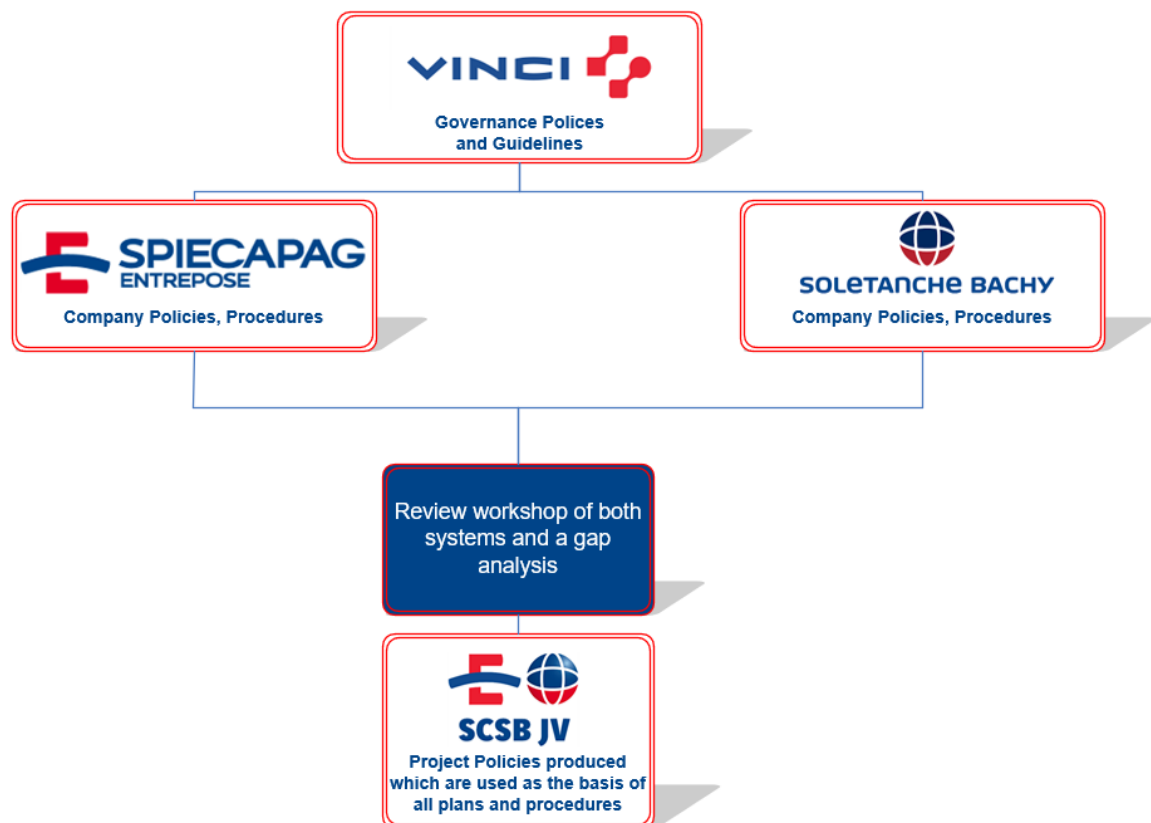 VINCI
Governance Polices
and Guidelines
SPIECAPAG
ENTREPOSE
Company Policies, Procedures
SOLeTANCHe BACHY
Company Policies, Procedures
Review workshop of both
systems and a gap
analysis
SCSB JV
Project Policies produced
which are used as the basis of
all plans and procedures